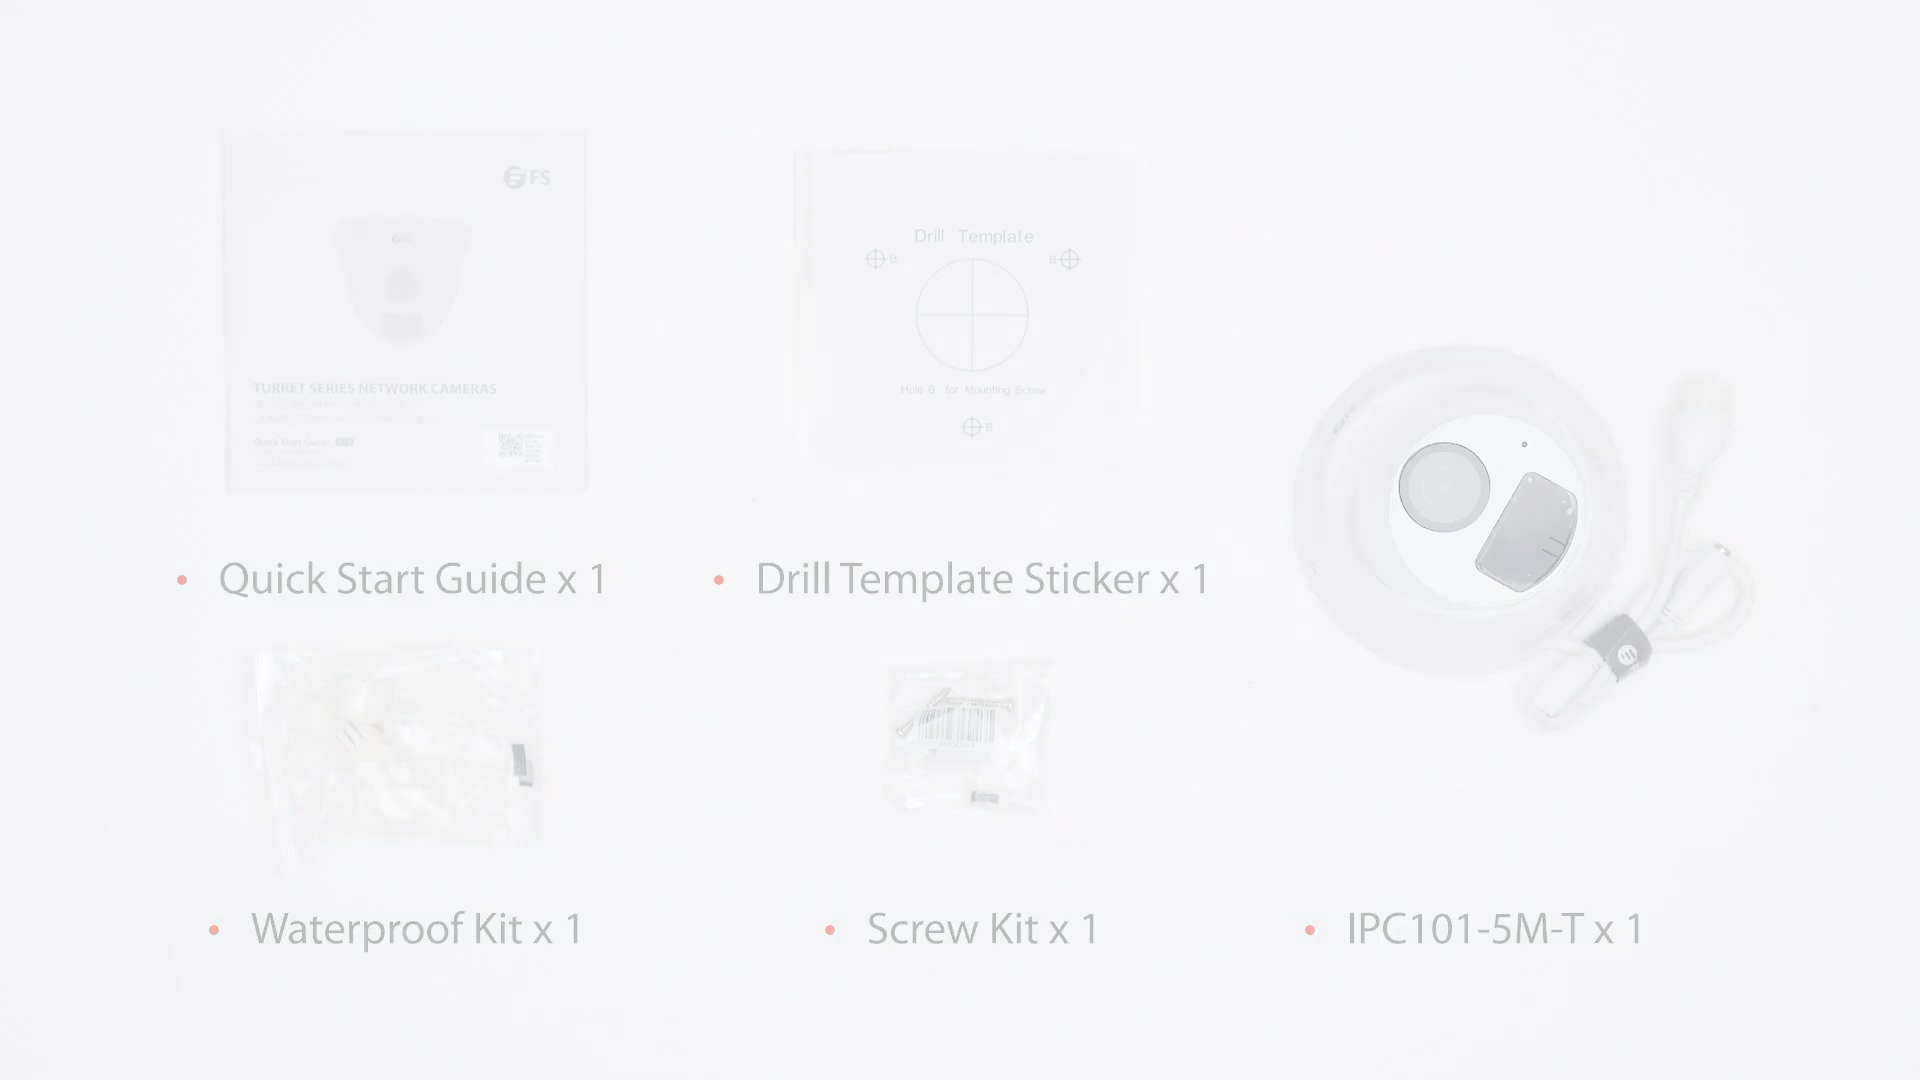 FS
TURRET SERIES NETWORK CAMERAS
Quick Start Guide
Drill Template
B
B
Hole B for Mounting Screw
B
Quick Start Guide x 1
Drill Template Sticker x 1
Waterproof Kit x 1
Screw Kit x 1
IPC101-5M-T x 1